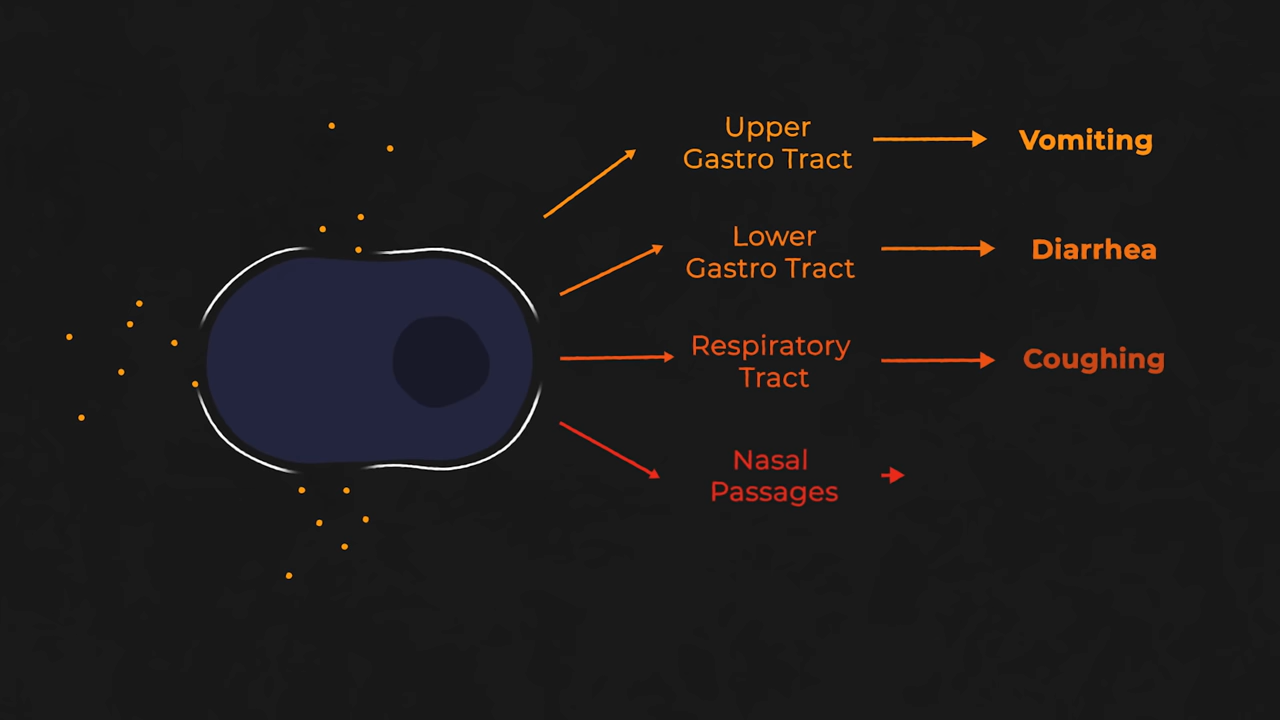 Upper
Gastro Tract
Vomiting
Lower
Gastro Tract
Diarrhea
Respiratory
Tract
Coughing
Nasal
Passages